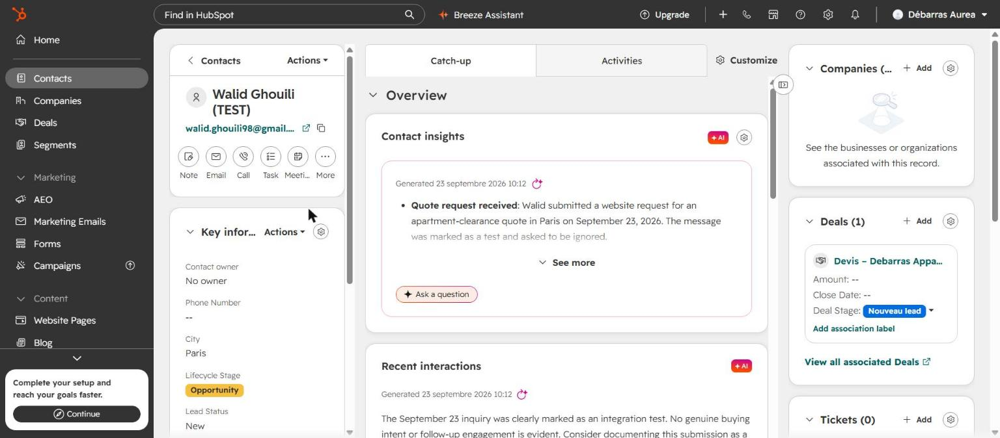 Find in HubSpot
Breeze Assistant
Upgrade
Débarras Aurea
Home
Contacts
Companies
Deals
Segments
Marketing
AEO
Marketing Emails
Forms
Campaigns
Content
Website Pages
Blog
Complete your setup and
reach your goals faster.
Continue
Contacts
Actions
Walid Ghouili
(TEST)
walid.ghouili98@gmail....
Note Email Call Task Meeti... More
Key infor... Actions
Contact owner
No owner
Phone Number
--
City
Paris
Lifecycle Stage
Opportunity
Lead Status
New
Catch-up
Activities
Customize
Overview
Contact insights
AI
Generated 23 septembre 2026 10:12
• Quote request received: Walid submitted a website request for an
apartment-clearance quote in Paris on September 23, 2026. The message
was marked as a test and asked to be ignored.
See more
Ask a question
Recent interactions
AI
Generated 23 septembre 2026 10:12
The September 23 inquiry was clearly marked as an integration test. No genuine buying
intent or follow-up engagement is evident. Consider documenting this submission as a
Companies (... + Add
See the businesses or organizations
associated with this record.
Deals (1) + Add
Devis – Debarras Appa...
Amount: --
Close Date: --
Deal Stage: Nouveau lead
Add association label
View all associated Deals
Tickets (0) + Add